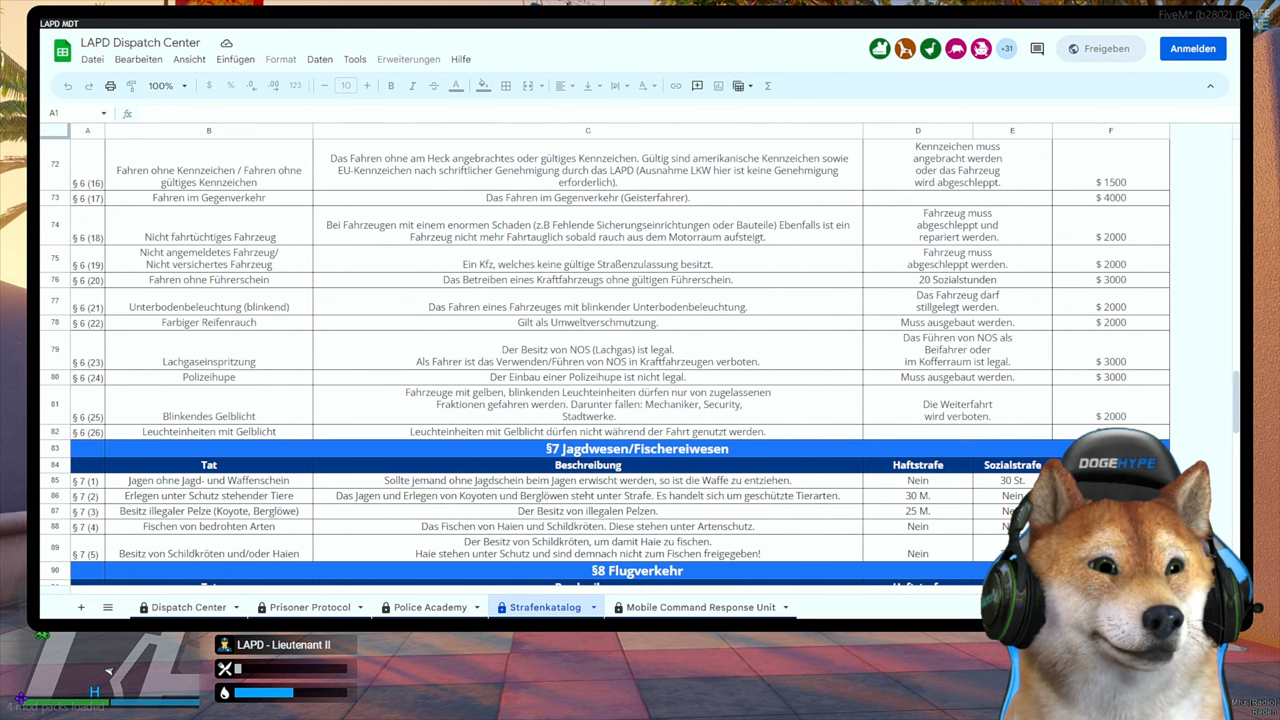 LAPD MDT
FiveM* (b2802)
LAPD Dispatch Center
Datei Bearbeiten Ansicht Einfügen Format Daten Tools Erweiterungen Hilfe
+31
Freigeben
Anmelden
100% $ % .0 .00 123 10 B I A Σ
A1 fx
A B C D E F
72 § 6 (16) Fahren ohne Kennzeichen / Fahren ohne
gültiges Kennzeichen
Das Fahren ohne am Heck angebrachtes oder gültiges Kennzeichen. Gültig sind amerikanische Kennzeichen sowie
EU-Kennzeichen nach schriftlicher Genehmigung durch das LAPD (Ausnahme LKW hier ist keine Genehmigung
erforderlich).
Kennzeichen muss
angebracht werden
oder das Fahrzeug
wird abgeschleppt.
$ 1500
73 § 6 (17) Fahren im Gegenverkehr Das Fahren im Gegenverkehr (Geisterfahrer). $ 4000
74 § 6 (18) Nicht fahrtüchtiges Fahrzeug
Bei Fahrzeugen mit einem enormen Schaden (z.B Fehlende Sicherungseinrichtungen oder Bauteile) Ebenfalls ist ein
Fahrzeug nicht mehr Fahrtauglich sobald rauch aus dem Motorraum aufsteigt.
Fahrzeug muss
abgeschleppt und
repariert werden.
$ 2000
75 § 6 (19) Nicht angemeldetes Fahrzeug/
Nicht versichertes Fahrzeug
Ein Kfz, welches keine gültige Straßenzulassung besitzt.
Fahrzeug muss
abgeschleppt werden.
$ 2000
76 § 6 (20) Fahren ohne Führerschein Das Betreiben eines Kraftfahrzeugs ohne gültigen Führerschein. 20 Sozialstunden $ 3000
77 § 6 (21) Unterbodenbeleuchtung (blinkend) Das Fahren eines Fahrzeuges mit blinkender Unterbodenbeleuchtung.
Das Fahrzeug darf
stillgelegt werden.
$ 2000
78 § 6 (22) Farbiger Reifenrauch Gilt als Umweltverschmutzung. Muss ausgebaut werden. $ 2000
79 § 6 (23) Lachgaseinspritzung
Der Besitz von NOS (Lachgas) ist legal.
Als Fahrer ist das Verwenden/Führen von NOS in Kraftfahrzeugen verboten.
Das Führen von NOS als
Beifahrer oder
im Kofferraum ist legal.
$ 3000
80 § 6 (24) Polizeihupe Der Einbau einer Polizeihupe ist nicht legal. Muss ausgebaut werden. $ 3000
81 § 6 (25) Blinkendes Gelblicht
Fahrzeuge mit gelben, blinkenden Leuchteinheiten dürfen nur von zugelassenen
Fraktionen gefahren werden. Darunter fallen: Mechaniker, Security,
Stadtwerke.
Die Weiterfahrt
wird verboten.
$ 2000
82 § 6 (26) Leuchteinheiten mit Gelblicht Leuchteinheiten mit Gelblicht dürfen nicht während der Fahrt genutzt werden.
83 §7 Jagdwesen/Fischereiwesen
84 Tat Beschreibung Haftstrafe Sozialstrafe
85 § 7 (1) Jagen ohne Jagd- und Waffenschein Sollte jemand ohne Jagdschein beim Jagen erwischt werden, so ist die Waffe zu entziehen. Nein 30 St.
86 § 7 (2) Erlegen unter Schutz stehender Tiere Das Jagen und Erlegen von Koyoten und Berglöwen steht unter Strafe. Es handelt sich um geschützte Tierarten. 30 M. Nein
87 § 7 (3) Besitz illegaler Pelze (Koyote, Berglöwe) Der Besitz von illegalen Pelzen. 25 M.
88 § 7 (4) Fischen von bedrohten Arten Das Fischen von Haien und Schildkröten. Diese stehen unter Artenschutz. Nein
89 § 7 (5) Besitz von Schildkröten und/oder Haien
Der Besitz von Schildkröten, um damit Haie zu fischen.
Haie stehen unter Schutz und sind demnach nicht zum Fischen freigegeben!
Nein
90 §8 Flugverkehr
Dispatch Center Prisoner Protocol Police Academy Strafenkatalog Mobile Command Response Unit
DOGEHYPE
LAPD - Lieutenant II
H
4 mod packs loaded
Mhz (Radio)
Reden